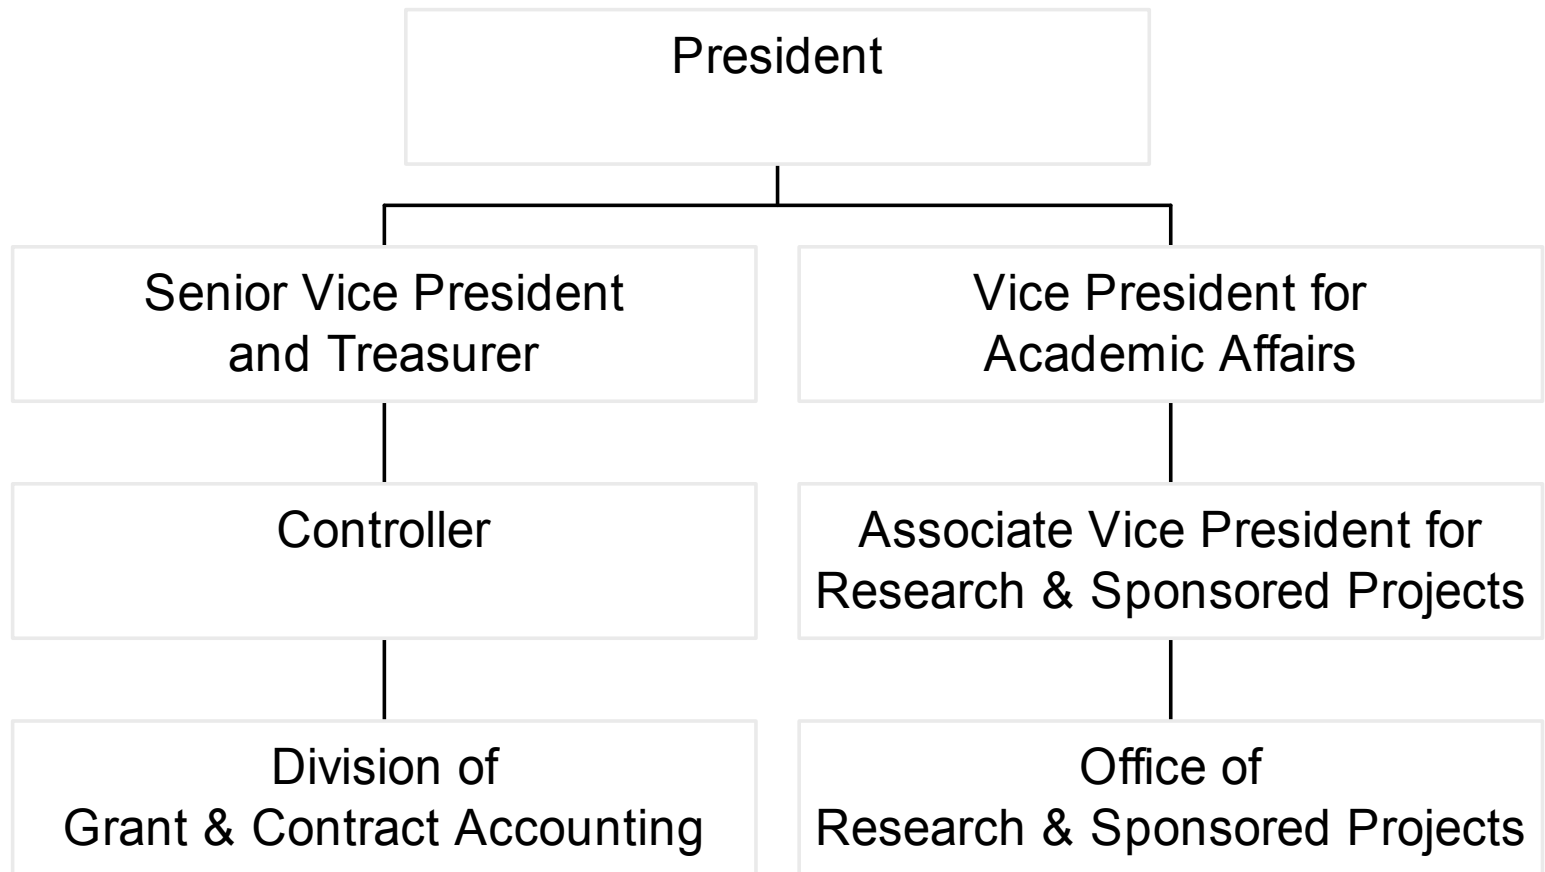 President
Senior Vice President
and Treasurer
Vice President for
Academic Affairs
Controller
Associate Vice President for
Research & Sponsored Projects
Division of
Grant & Contract Accounting
Office of
Research & Sponsored Projects